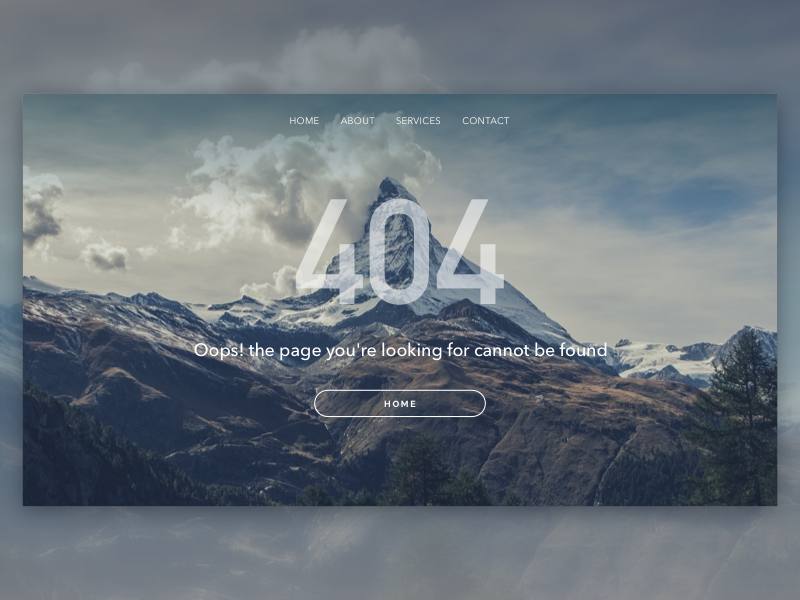 HOME ABOUT SERVICES CONTACT
404
Oops! the page you're looking for cannot be found
HOME